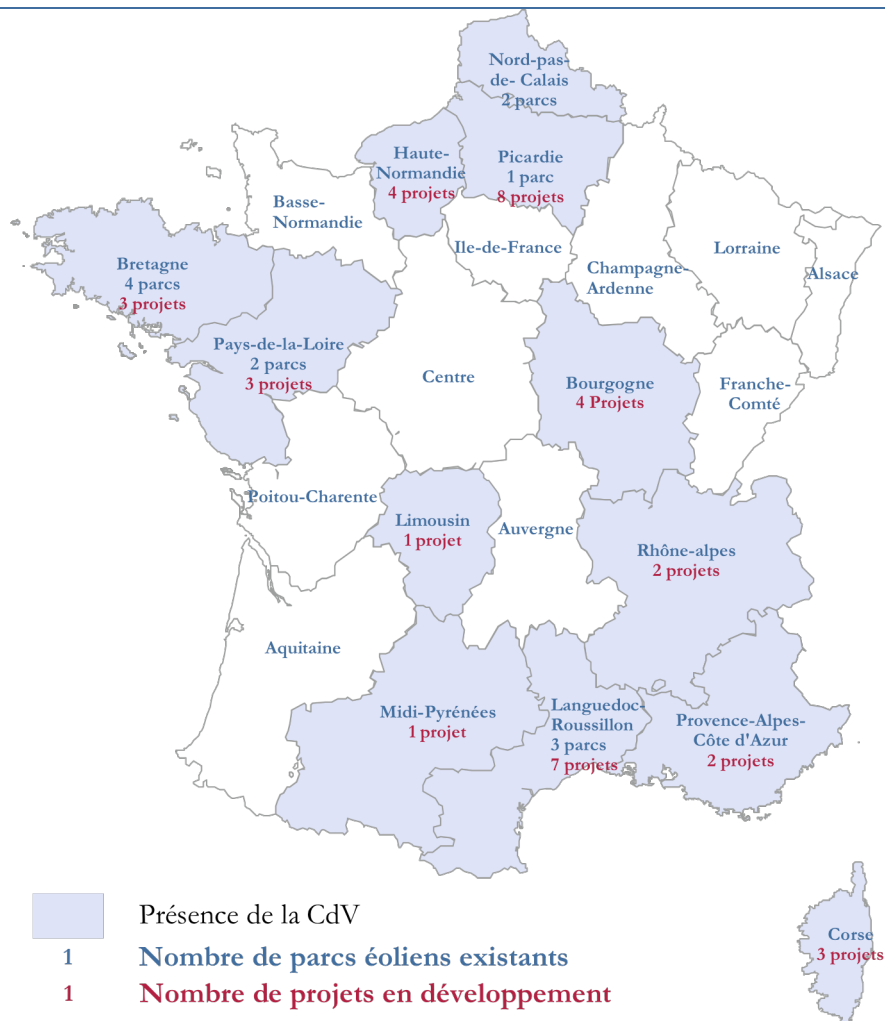 Nord-pas-
de- Calais
2 parcs
Haute-
Normandie
4 projets
Picardie
1 parc
8 projets
Basse-
Normandie
Ile-de-France
Lorraine
Champagne-
Ardenne
Alsace
Bretagne
4 parcs
3 projets
Pays-de-la-Loire
2 parcs
3 projets
Centre
Bourgogne
4 Projets
Franche-
Comté
Poitou-Charente
Limousin
1 projet
Auvergne
Rhône-alpes
2 projets
Aquitaine
Midi-Pyrénées
1 projet
Languedoc-
Roussillon
3 parcs
7 projets
Provence-Alpes-
Côte d'Azur
2 projets
Corse
3 projets
Présence de la CdV
1 Nombre de parcs éoliens existants
1 Nombre de projets en développement